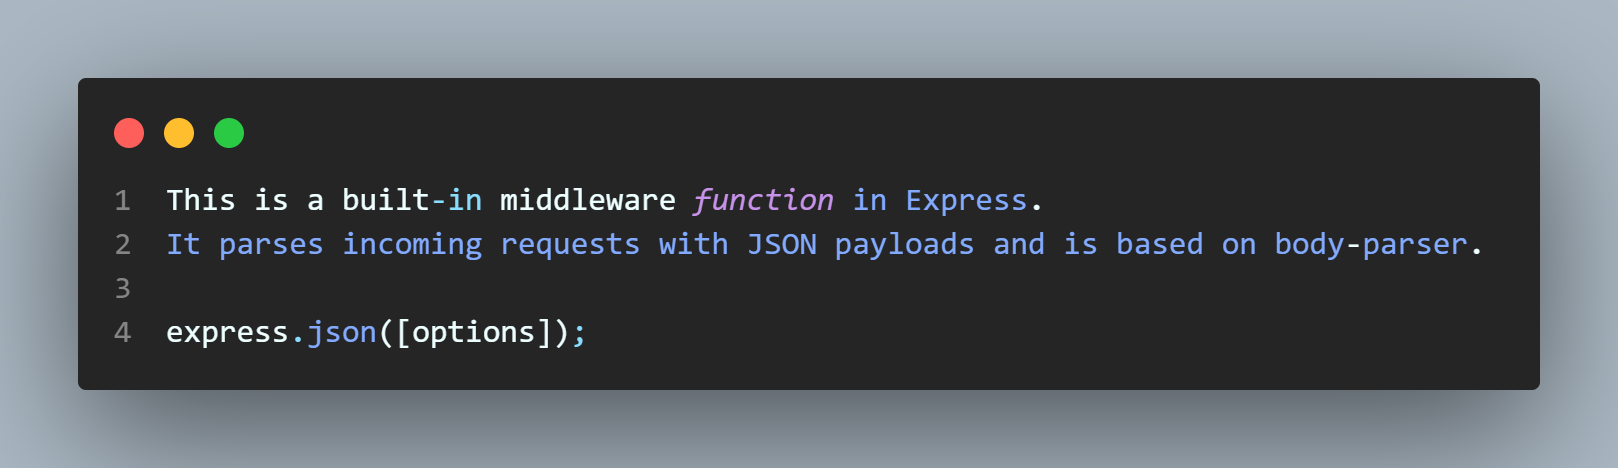 1 This is a built-in middleware function in Express.
2 It parses incoming requests with JSON payloads and is based on body-parser.
3
4 express.json([options]);